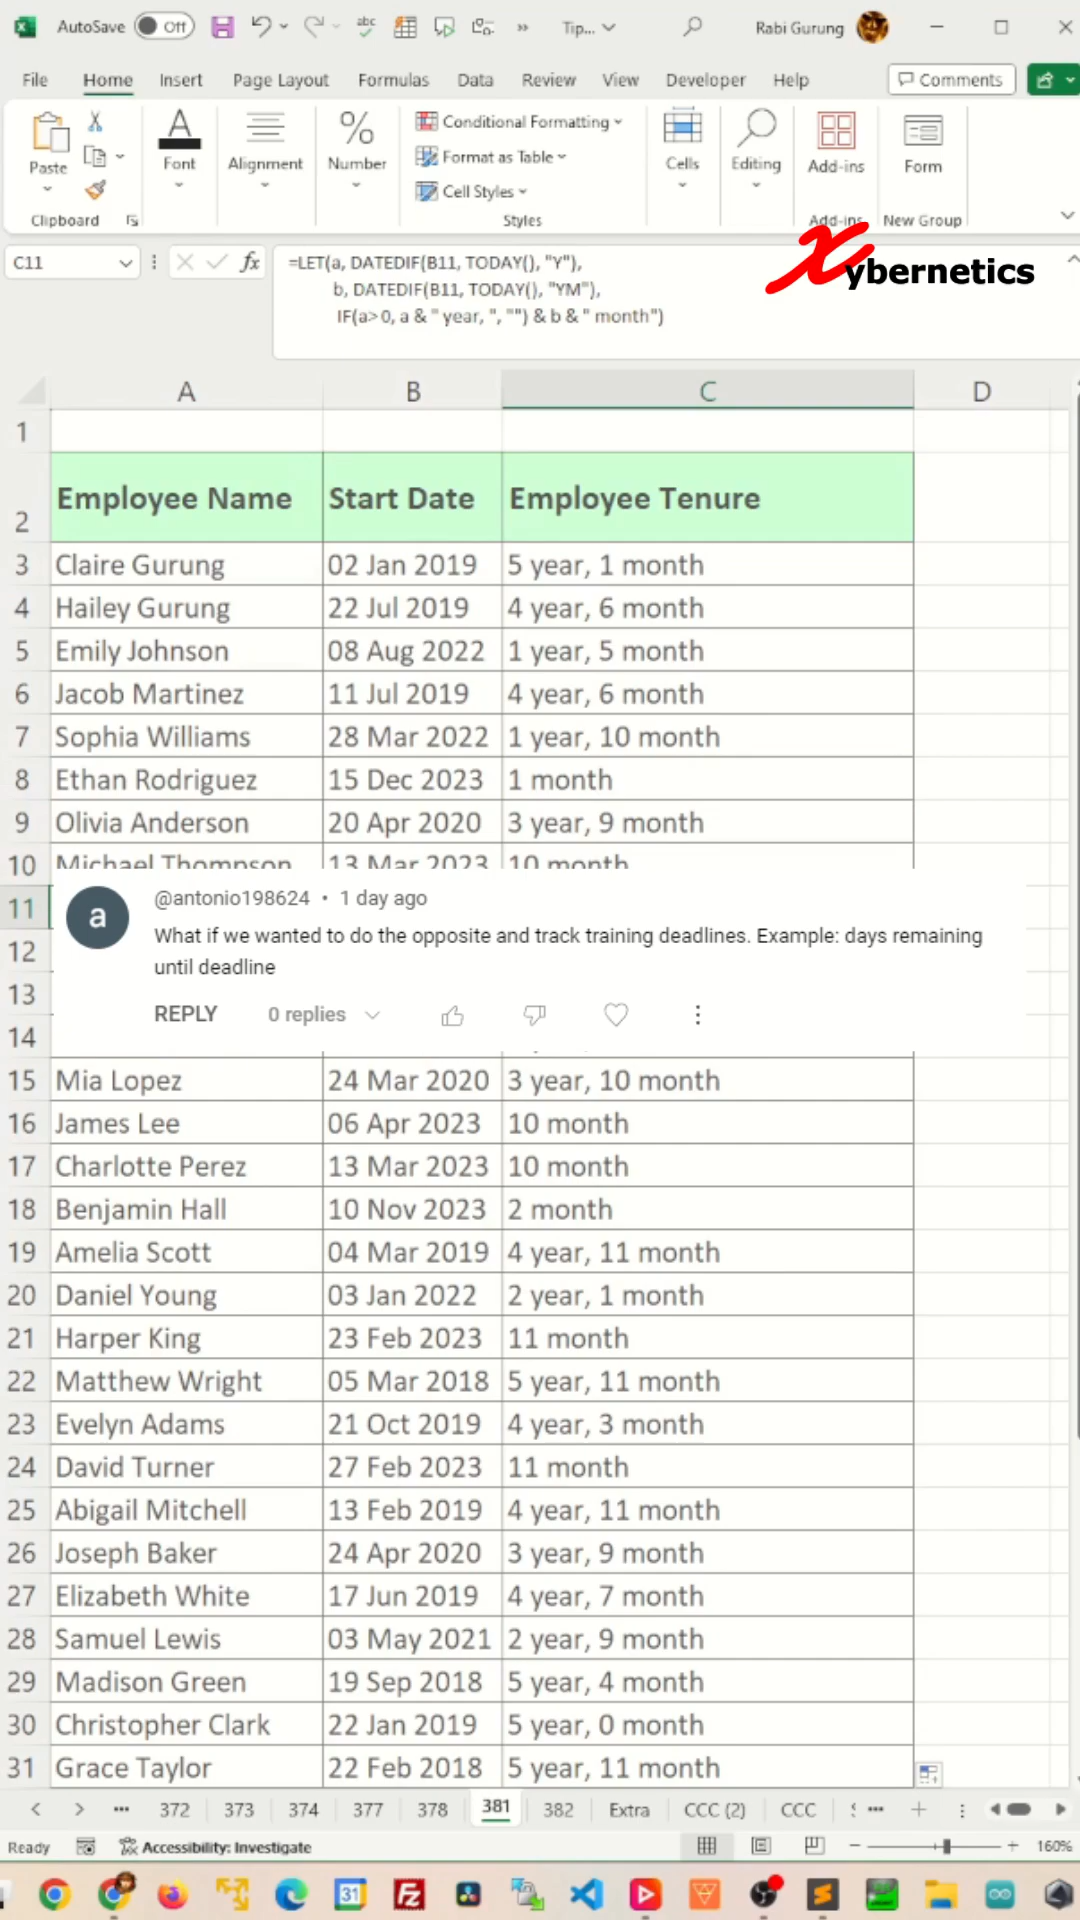 AutoSave Off Tip... Rabi Gurung
File Home Insert Page Layout Formulas Data Review View Developer Help Comments
Paste Font Alignment Number Conditional Formatting Format as Table Cell Styles Cells Editing Add-ins Form
Clipboard Styles Add-ins New Group
Xybernetics
C11 fx =LET(a, DATEDIF(B11, TODAY(), "Y"),
b, DATEDIF(B11, TODAY(), "YM"),
IF(a>0, a & " year, ", "") & b & " month")
A B C D
1
2 Employee Name Start Date Employee Tenure
3 Claire Gurung 02 Jan 2019 5 year, 1 month
4 Hailey Gurung 22 Jul 2019 4 year, 6 month
5 Emily Johnson 08 Aug 2022 1 year, 5 month
6 Jacob Martinez 11 Jul 2019 4 year, 6 month
7 Sophia Williams 28 Mar 2022 1 year, 10 month
8 Ethan Rodriguez 15 Dec 2023 1 month
9 Olivia Anderson 20 Apr 2020 3 year, 9 month
10 Michael Thompson 13 Mar 2023 10 month
11
12
13
14
a @antonio198624 • 1 day ago
What if we wanted to do the opposite and track training deadlines. Example: days remaining
until deadline
REPLY 0 replies
15 Mia Lopez 24 Mar 2020 3 year, 10 month
16 James Lee 06 Apr 2023 10 month
17 Charlotte Perez 13 Mar 2023 10 month
18 Benjamin Hall 10 Nov 2023 2 month
19 Amelia Scott 04 Mar 2019 4 year, 11 month
20 Daniel Young 03 Jan 2022 2 year, 1 month
21 Harper King 23 Feb 2023 11 month
22 Matthew Wright 05 Mar 2018 5 year, 11 month
23 Evelyn Adams 21 Oct 2019 4 year, 3 month
24 David Turner 27 Feb 2023 11 month
25 Abigail Mitchell 13 Feb 2019 4 year, 11 month
26 Joseph Baker 24 Apr 2020 3 year, 9 month
27 Elizabeth White 17 Jun 2019 4 year, 7 month
28 Samuel Lewis 03 May 2021 2 year, 9 month
29 Madison Green 19 Sep 2018 5 year, 4 month
30 Christopher Clark 22 Jan 2019 5 year, 0 month
31 Grace Taylor 22 Feb 2018 5 year, 11 month
... 372 373 374 377 378 381 382 Extra CCC (2) CCC ...
Ready Accessibility: Investigate 160%
31 FZ